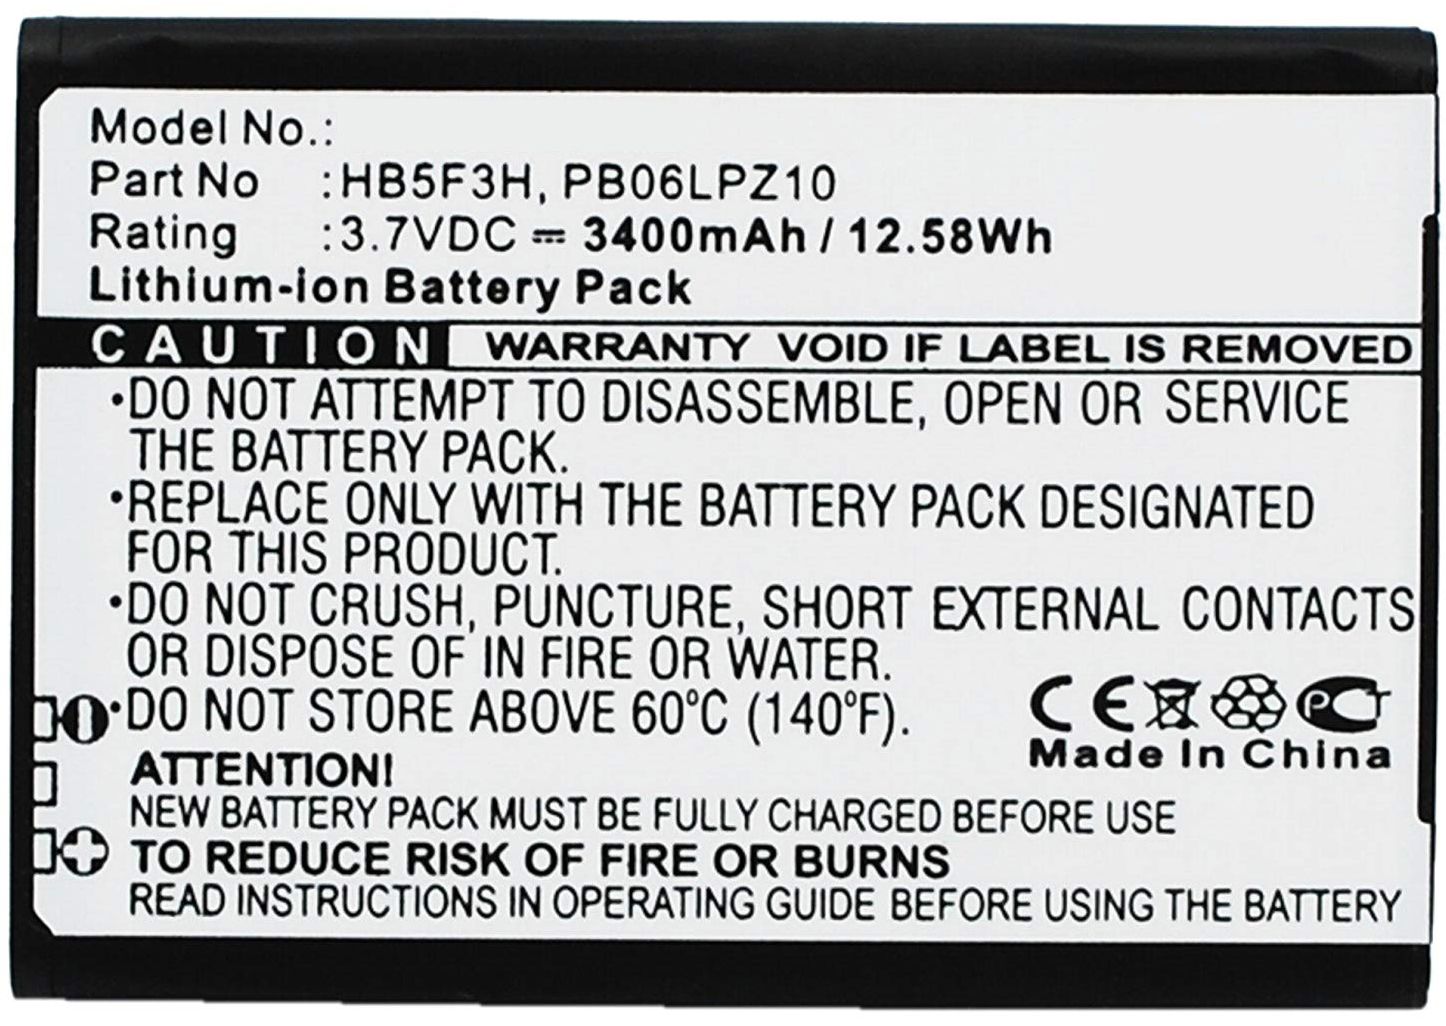 Model No.:
Part No :HB5F3H, PB06LPZ10
Rating :3.7VDC ⎓ 3400mAh / 12.58Wh
Lithium-ion Battery Pack
CAUTION WARRANTY VOID IF LABEL IS REMOVED
•DO NOT ATTEMPT TO DISASSEMBLE, OPEN OR SERVICE
THE BATTERY PACK.
•REPLACE ONLY WITH THE BATTERY PACK DESIGNATED
FOR THIS PRODUCT.
•DO NOT CRUSH, PUNCTURE, SHORT EXTERNAL CONTACTS
OR DISPOSE OF IN FIRE OR WATER.
•DO NOT STORE ABOVE 60°C (140°F).
CE PCT
Made In China
ATTENTION!
NEW BATTERY PACK MUST BE FULLY CHARGED BEFORE USE
TO REDUCE RISK OF FIRE OR BURNS
READ INSTRUCTIONS IN OPERATING GUIDE BEFORE USING THE BATTERY